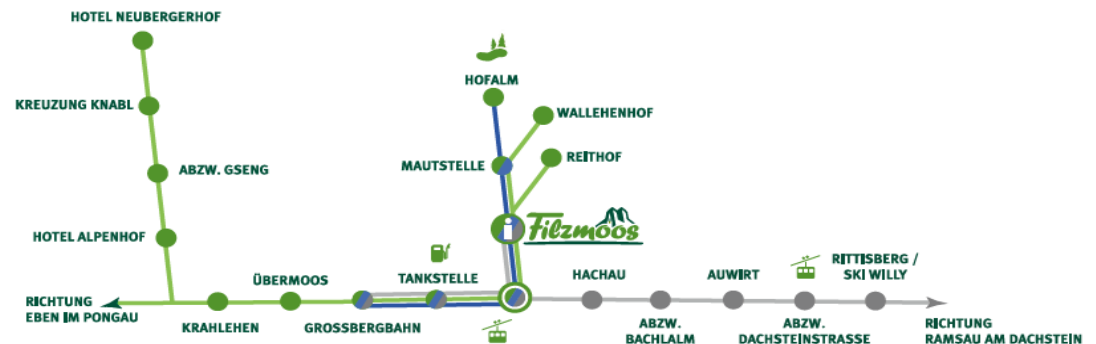 HOTEL NEUBERGERHOF
KREUZUNG KNABL
ABZW. GSENG
HOTEL ALPENHOF
RICHTUNG
EBEN IM PONGAU
KRAHLEHEN
ÜBERMOOS
GROSSBERGBAHN
TANKSTELLE
HOFALM
WALLEHENHOF
MAUTSTELLE
REITHOF
i Filzmoos
HACHAU
ABZW.
BACHLALM
AUWIRT
ABZW.
DACHSTEINSTRASSE
RITTISBERG /
SKI WILLY
RICHTUNG
RAMSAU AM DACHSTEIN